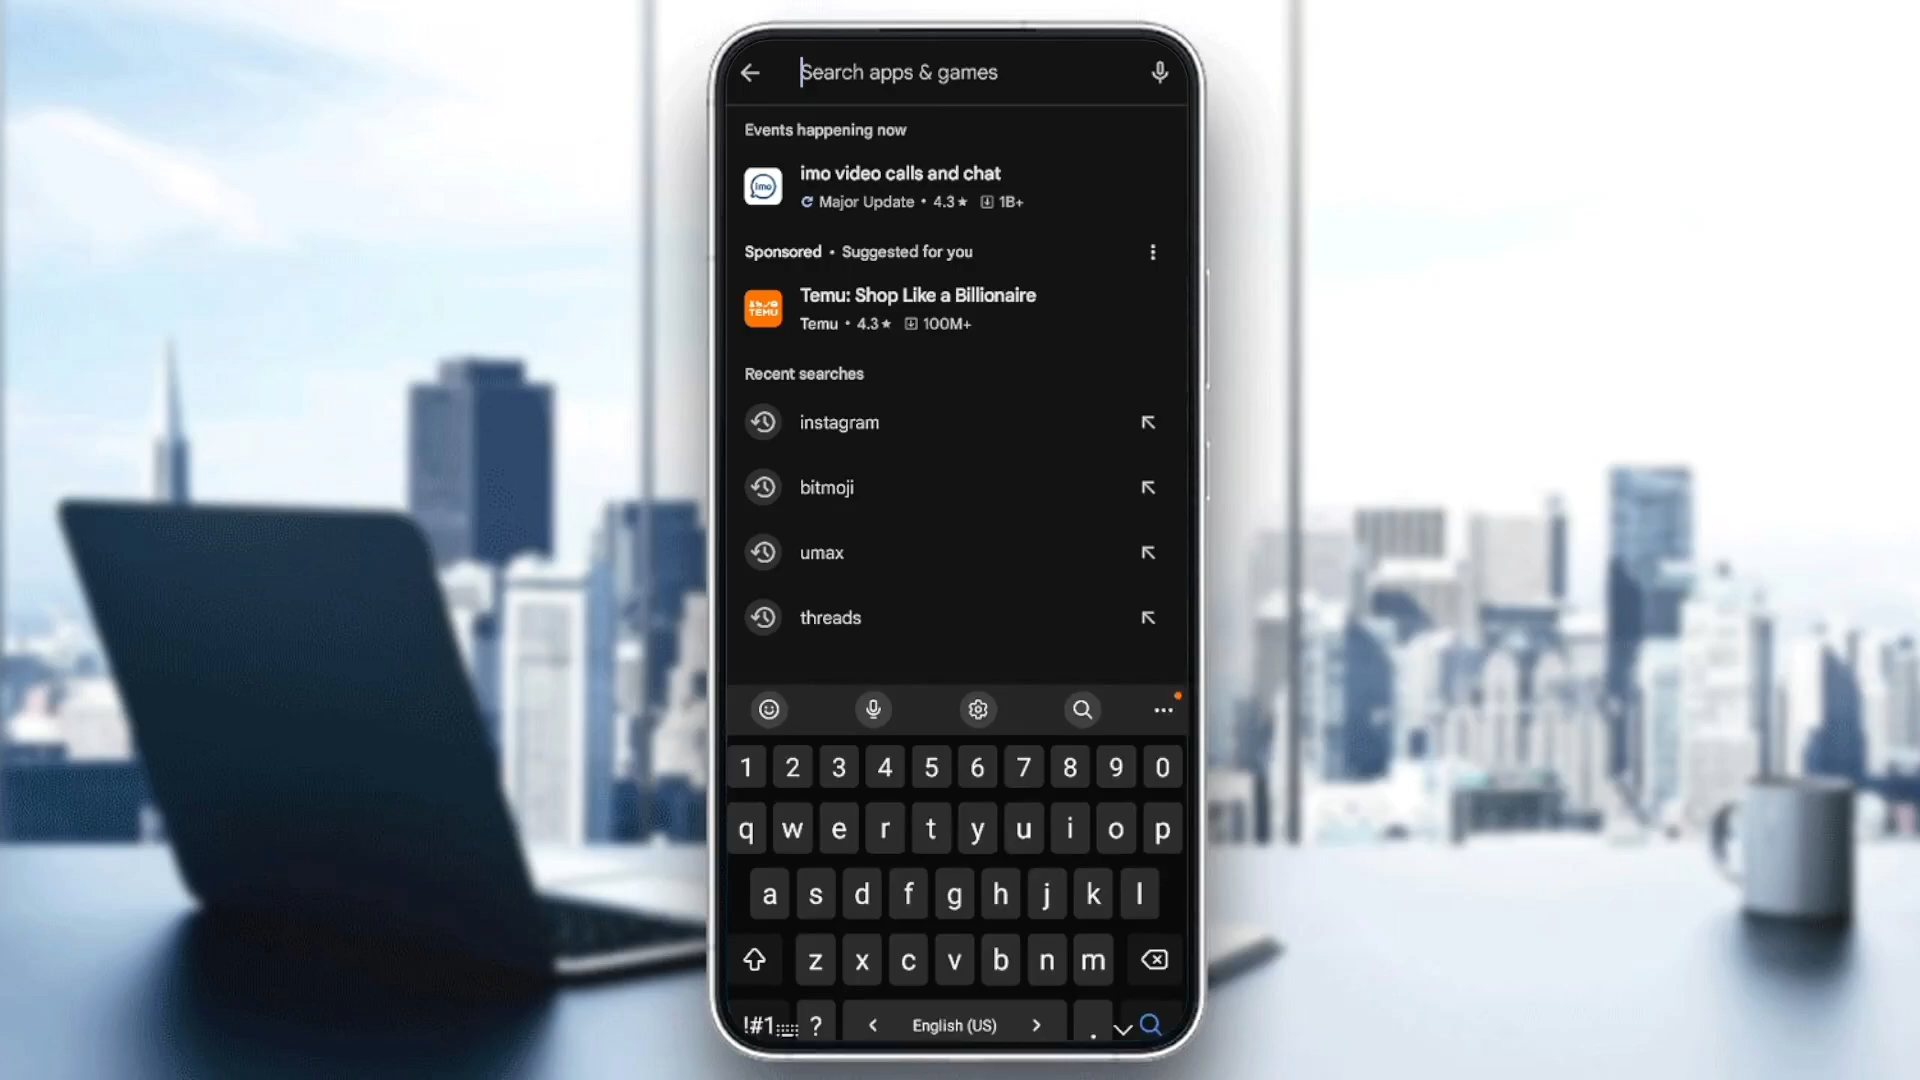 Search apps & games
Events happening now
imo
imo video calls and chat
Major Update • 4.3★ 1B+
Sponsored • Suggested for you
TEMU
Temu: Shop Like a Billionaire
Temu • 4.3★ 100M+
Recent searches
instagram
bitmoji
umax
threads
1 2 3 4 5 6 7 8 9 0
q w e r t y u i o p
a s d f g h j k l
z x c v b n m
!#1 ? < English (US) > .